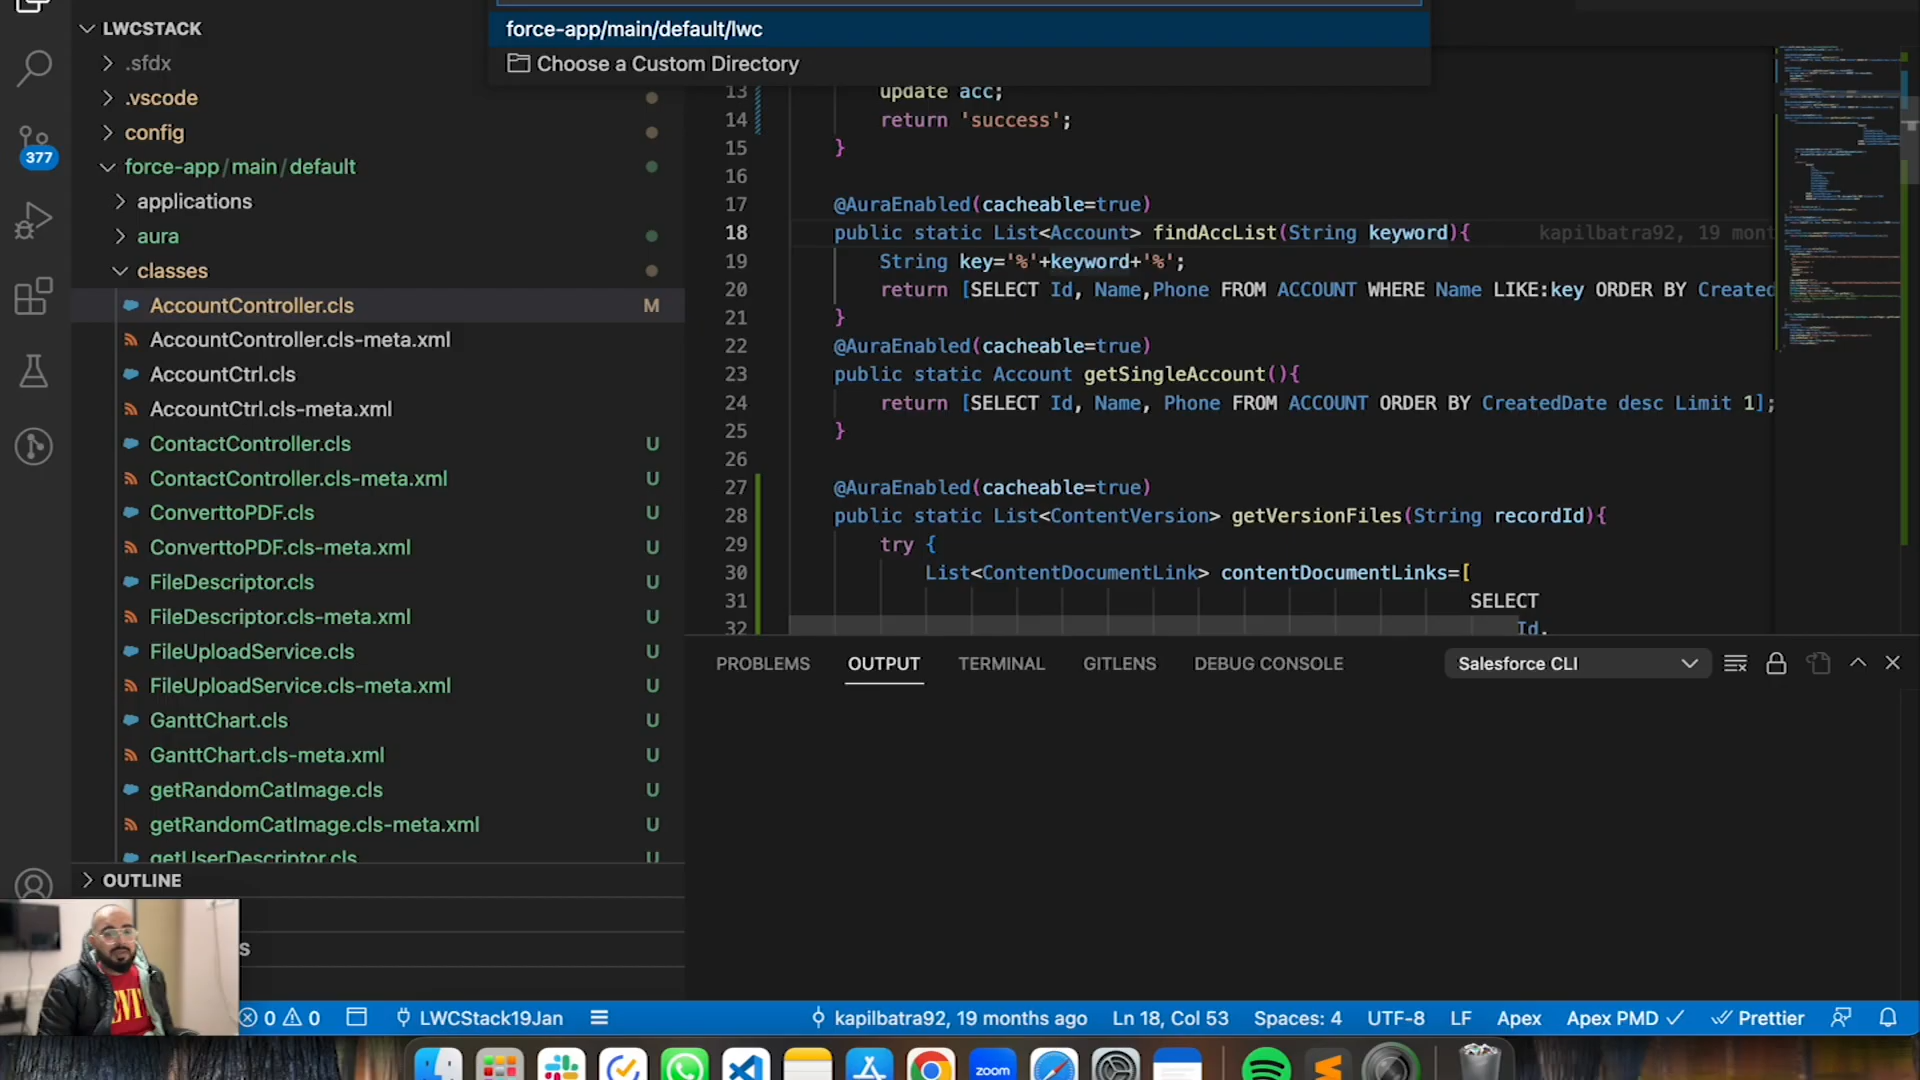 force-app/main/default/lwc
Choose a Custom Directory
LWCSTACK
.sfdx
.vscode
config
force-app/main/default
applications
aura
classes
AccountController.cls M
AccountController.cls-meta.xml
AccountCtrl.cls
AccountCtrl.cls-meta.xml
ContactController.cls U
ContactController.cls-meta.xml U
ConverttoPDF.cls U
ConverttoPDF.cls-meta.xml U
FileDescriptor.cls U
FileDescriptor.cls-meta.xml U
FileUploadService.cls U
FileUploadService.cls-meta.xml U
GanttChart.cls U
GanttChart.cls-meta.xml U
getRandomCatImage.cls U
getRandomCatImage.cls-meta.xml U
getUserDescriptor.cls U
OUTLINE
377
13 update acc;
14 return 'success';
15 }
16
17 @AuraEnabled(cacheable=true)
18 public static List<Account> findAccList(String keyword){ kapilbatra92, 19 mont
19 String key='%'+keyword+'%';
20 return [SELECT Id, Name,Phone FROM ACCOUNT WHERE Name LIKE:key ORDER BY Created
21 }
22 @AuraEnabled(cacheable=true)
23 public static Account getSingleAccount(){
24 return [SELECT Id, Name, Phone FROM ACCOUNT ORDER BY CreatedDate desc Limit 1];
25 }
26
27 @AuraEnabled(cacheable=true)
28 public static List<ContentVersion> getVersionFiles(String recordId){
29 try {
30 List<ContentDocumentLink> contentDocumentLinks=[
31 SELECT
32 Id,
PROBLEMS OUTPUT TERMINAL GITLENS DEBUG CONSOLE Salesforce CLI
s
0 0 LWCStack19Jan kapilbatra92, 19 months ago Ln 18, Col 53 Spaces: 4 UTF-8 LF Apex Apex PMD Prettier
zoom